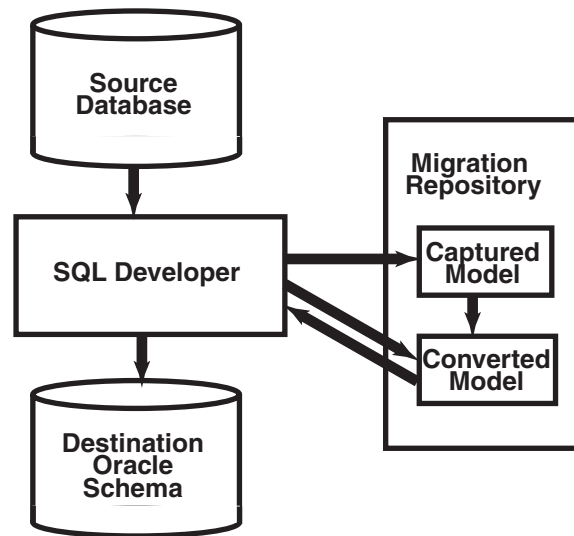 Source
Database
Migration
Repository
SQL Developer
Captured
Model
Converted
Model
Destination
Oracle
Schema